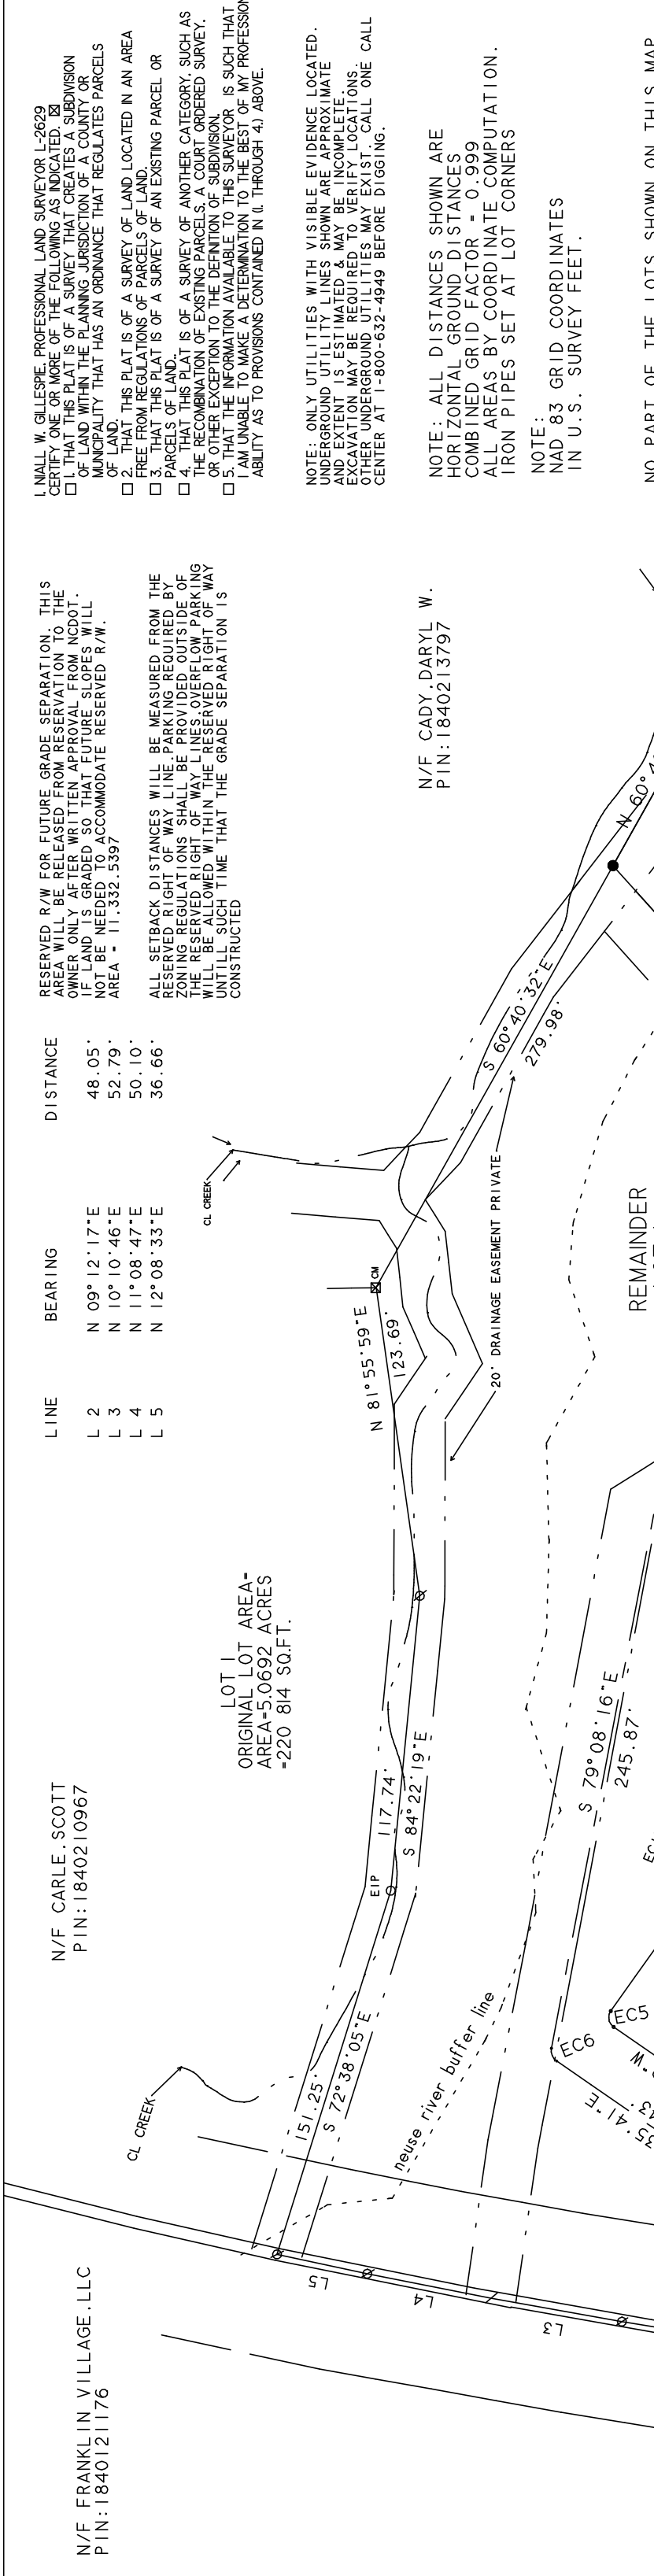 N/F FRANKLIN VILLAGE, LLC
PIN:1840121176
N/F CARLE, SCOTT
PIN:1840210967
LOT 1
ORIGINAL LOT AREA=
AREA=5.0692 ACRES
=220 814 SQ.FT.
LINE BEARING DISTANCE
L 2 N 09°12'17"E 48.05'
L 3 N 10°10'46"E 52.79'
L 4 N 11°08'47"E 50.10'
L 5 N 12°08'33"E 36.66'
RESERVED R/W FOR FUTURE GRADE SEPARATION. THIS
AREA WILL BE RELEASED FROM RESERVATION TO THE
OWNER ONLY AFTER WRITTEN APPROVAL FROM NCDOT.
IF LAND IS GRADED SO THAT FUTURE SLOPES WILL
NOT BE NEEDED TO ACCOMMODATE RESERVED R/W.
AREA = 11,332.5397
ALL SETBACK DISTANCES WILL BE MEASURED FROM THE
RESERVED RIGHT OF WAY LINE.PARKING REQUIRED BY
ZONING REGULATIONS SHALL BE PROVIDED OUTSIDE OF
THE RESERVED RIGHT OF WAY LINES.OVERFLOW PARKING
WILL BE ALLOWED WITHIN THE RESERVED RIGHT OF WAY
UNTILL SUCH TIME THAT THE GRADE SEPARATION IS
CONSTRUCTED
I, NIALL W. GILLESPIE, PROFESSIONAL LAND SURVEYOR L-2629
CERTIFY ONE OR MORE OF THE FOLLOWING AS INDICATED. ☒
☐ 1. THAT THIS PLAT IS OF A SURVEY THAT CREATES A SUBDIVISION
OF LAND WITHIN THE PLANNING JURISDICTION OF A COUNTY OR
MUNICIPALITY THAT HAS AN ORDINANCE THAT REGULATES PARCELS
OF LAND.
☐ 2. THAT THIS PLAT IS OF A SURVEY OF LAND LOCATED IN AN AREA
FREE FROM REGULATIONS OF PARCELS OF LAND.
☐ 3. THAT THIS PLAT IS OF A SURVEY OF AN EXISTING PARCEL OR
PARCELS OF LAND.
☐ 4. THAT THIS PLAT IS OF A SURVEY OF ANOTHER CATEGORY, SUCH AS
THE RECOMBINATION OF EXISTING PARCELS, A COURT ORDERED SURVEY,
OR OTHER EXCEPTION TO THE DEFINITION OF SUBDIVISION.
☐ 5. THAT THE INFORMATION AVAILABLE TO THIS SURVEYOR IS SUCH THAT
I AM UNABLE TO MAKE A DETERMINATION TO THE BEST OF MY PROFESSION
ABILITY AS TO PROVISIONS CONTAINED IN (1. THROUGH 4.) ABOVE.
NOTE: ONLY UTILITIES WITH VISIBLE EVIDENCE LOCATED.
UNDERGROUND UTILITY LINES SHOWN ARE APPROXIMATE
AND EXTENT IS ESTIMATED & MAY BE INCOMPLETE.
EXCAVATION MAY BE REQUIRED TO VERIFY LOCATIONS.
OTHER UNDERGROUND UTILITIES MAY EXIST. CALL ONE CALL
CENTER AT 1-800-632-4949 BEFORE DIGGING.
NOTE: ALL DISTANCES SHOWN ARE
HORIZONTAL GROUND DISTANCES
COMBINED GRID FACTOR = 0.999
ALL AREAS BY COORDINATE COMPUTATION.
IRON PIPES SET AT LOT CORNERS
NOTE:
NAD 83 GRID COORDINATES
IN U.S. SURVEY FEET.
NO PART OF THE LOTS SHOWN ON THIS MAP
N/F CADY,DARYL W.
PIN:1840213797
CL CREEK
CL CREEK
CM
N 81°55'59"E
123.69'
S 60°40'32"E
279.98'
N 60°4
20' DRAINAGE EASEMENT PRIVATE
REMAINDER
EIP
117.74'
S 84°22'19"E
151.25'
S 72°38'05"E
neuse river buffer line
S 79°08'16"E
245.87'
EC5
EC6
35'41"E
L5
L4
L3